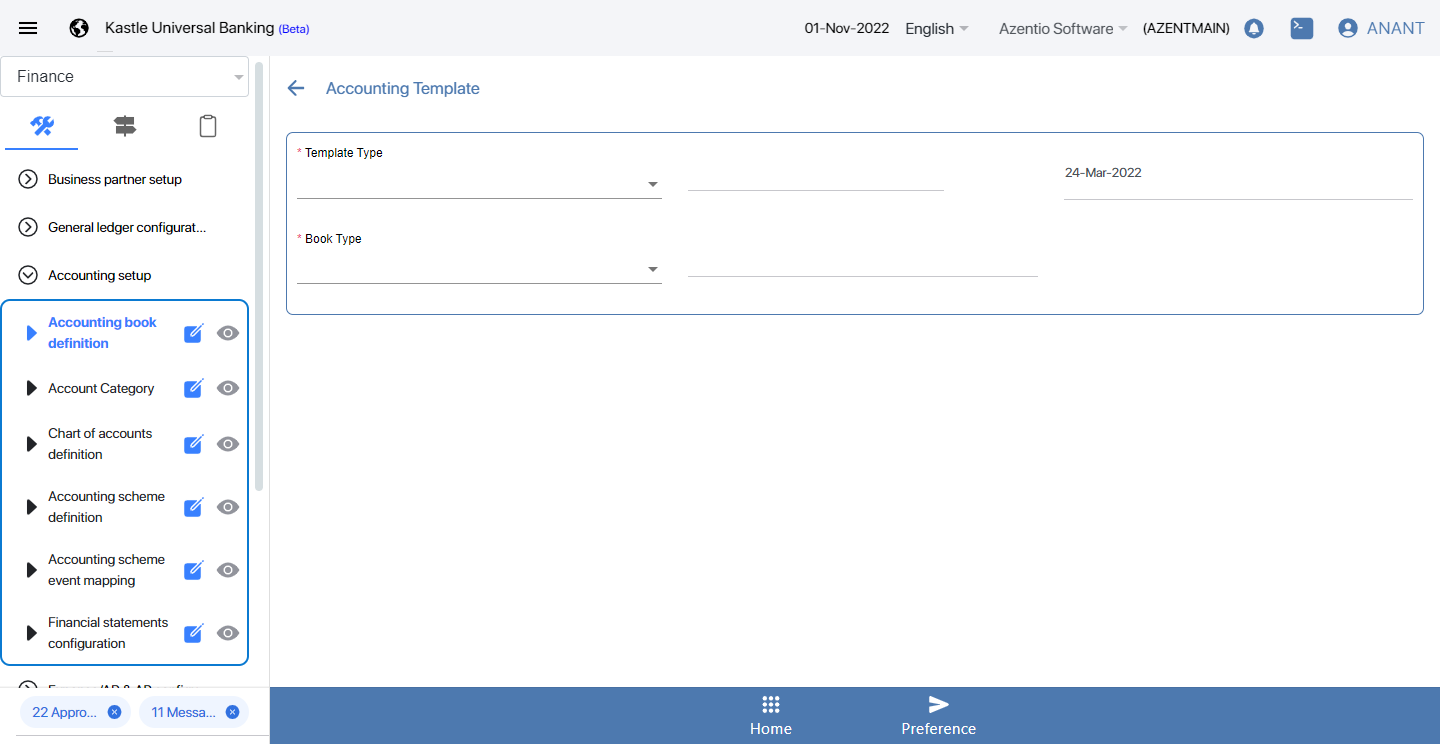 Kastle Universal Banking (Beta)
01-Nov-2022
English
Azentio Software
(AZENTMAIN)
ANANT
Finance
Business partner setup
General ledger configurat...
Accounting setup
Accounting book
definition
Account Category
Chart of accounts
definition
Accounting scheme
definition
Accounting scheme
event mapping
Financial statements
configuration
22 Appro...
11 Messa...
Accounting Template
* Template Type
24-Mar-2022
* Book Type
Home
Preference